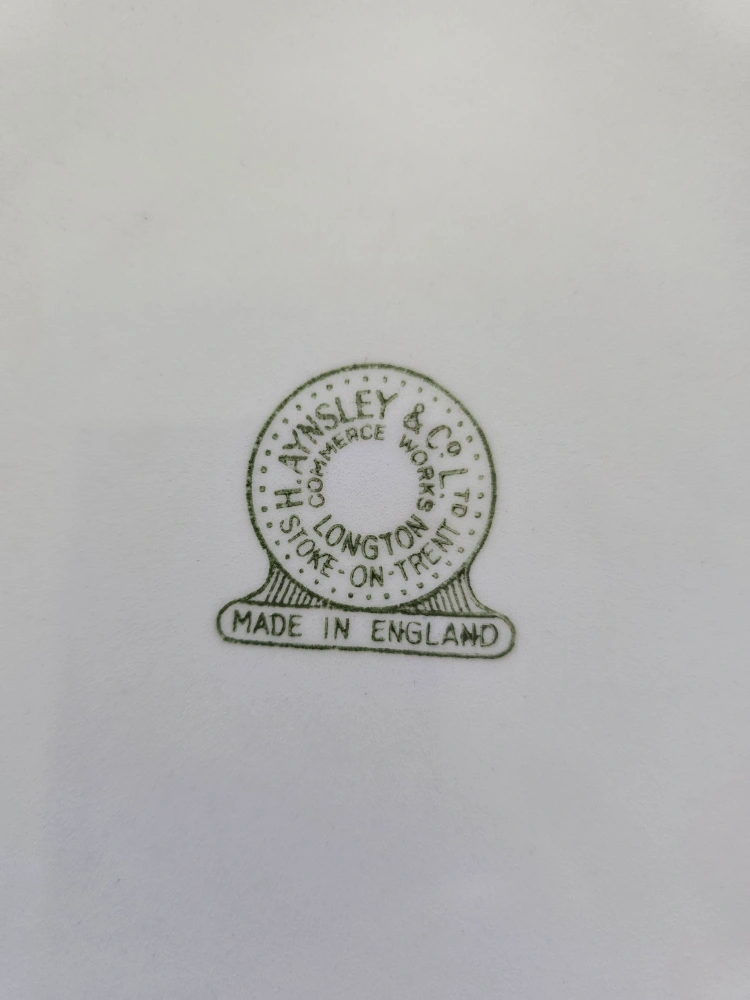 H. AYNSLEY & Co. LTD
COMMERCE WORKS
LONGTON
STOKE-ON-TRENT
MADE IN ENGLAND